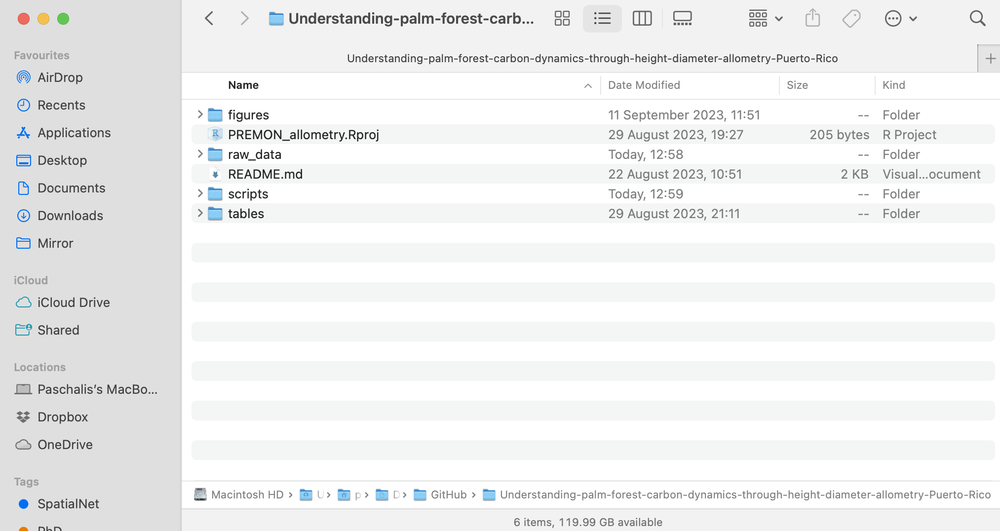 Understanding-palm-forest-carb...
Understanding-palm-forest-carbon-dynamics-through-height-diameter-allometry-Puerto-Rico
Favourites
AirDrop
Recents
Applications
Desktop
Documents
Downloads
Mirror
iCloud
iCloud Drive
Shared
Locations
Paschalis’s MacBo...
Dropbox
OneDrive
Tags
SpatialNet
PhD
Name Date Modified Size Kind
figures 11 September 2023, 11:51 -- Folder
PREMON_allometry.Rproj 29 August 2023, 19:27 205 bytes R Project
raw_data Today, 12:58 -- Folder
README.md 22 August 2023, 10:51 2 KB Visual...ocument
scripts Today, 12:59 -- Folder
tables 29 August 2023, 21:11 -- Folder
Macintosh HD › U › p › D › GitHub › Understanding-palm-forest-carbon-dynamics-through-height-diameter-allometry-Puerto-Rico
6 items, 119.99 GB available